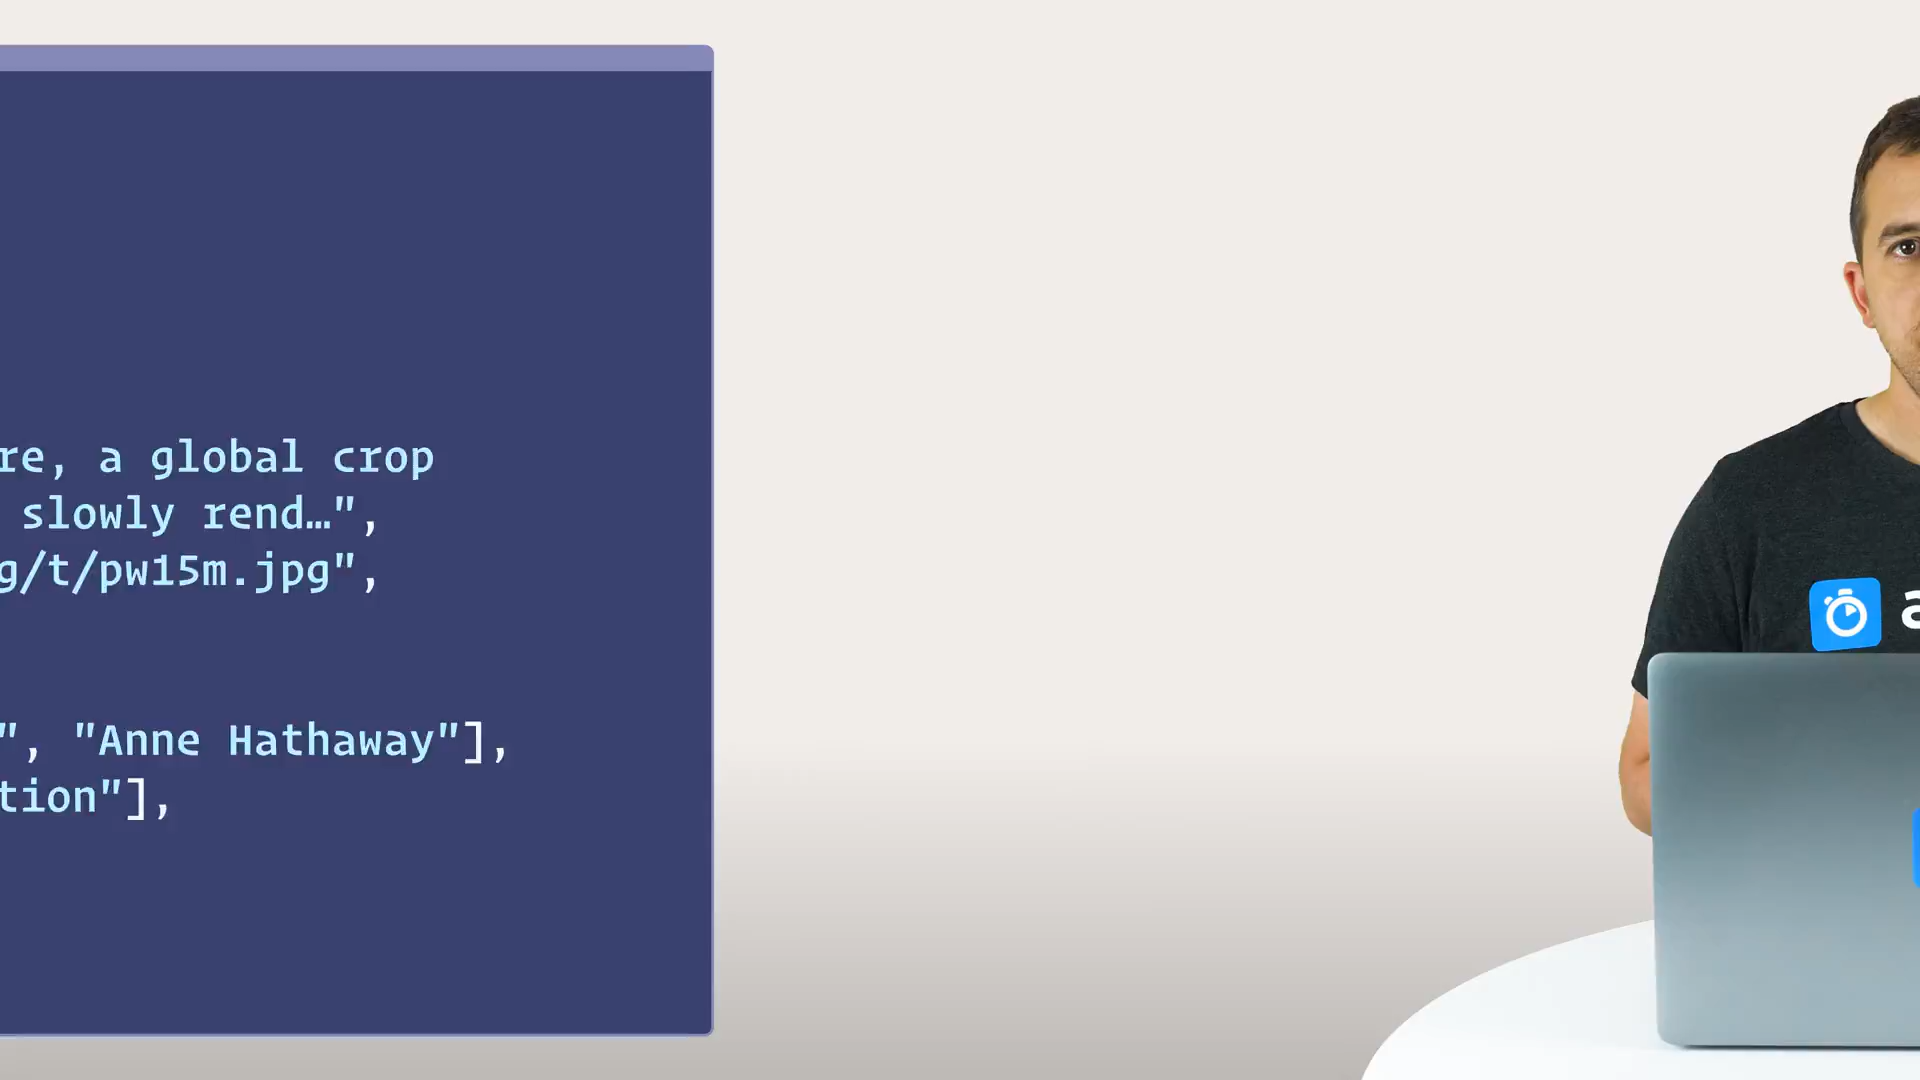 re, a global crop
slowly rend…",
g/t/pw15m.jpg",
", "Anne Hathaway"],
tion"],
a